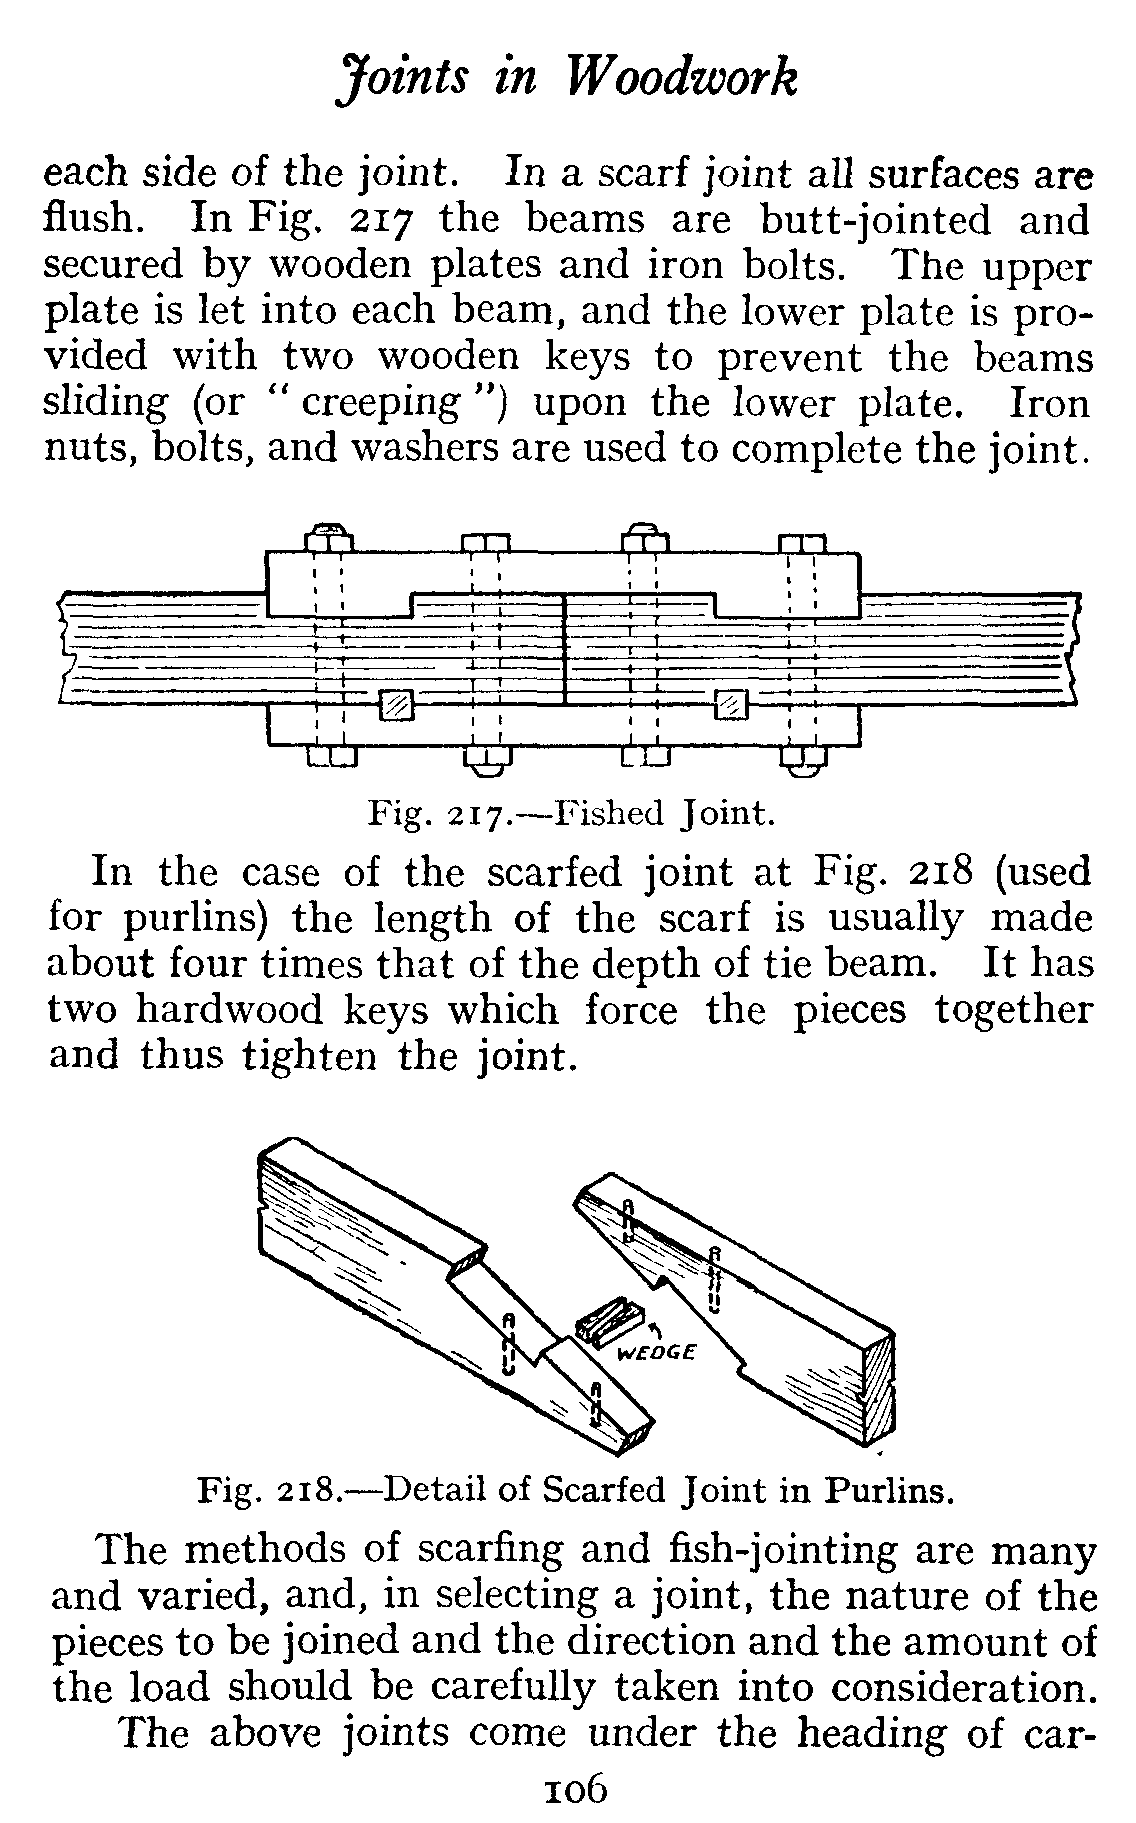 Joints in Woodwork
each side of the joint. In a scarf joint all surfaces are
flush. In Fig. 217 the beams are butt-jointed and
secured by wooden plates and iron bolts. The upper
plate is let into each beam, and the lower plate is pro-
vided with two wooden keys to prevent the beams
sliding (or “ creeping ”) upon the lower plate. Iron
nuts, bolts, and washers are used to complete the joint.
Fig. 217.—Fished Joint.
In the case of the scarfed joint at Fig. 218 (used
for purlins) the length of the scarf is usually made
about four times that of the depth of tie beam. It has
two hardwood keys which force the pieces together
and thus tighten the joint.
WEDGE
Fig. 218.—Detail of Scarfed Joint in Purlins.
The methods of scarfing and fish-jointing are many
and varied, and, in selecting a joint, the nature of the
pieces to be joined and the direction and the amount of
the load should be carefully taken into consideration.
The above joints come under the heading of car-
106